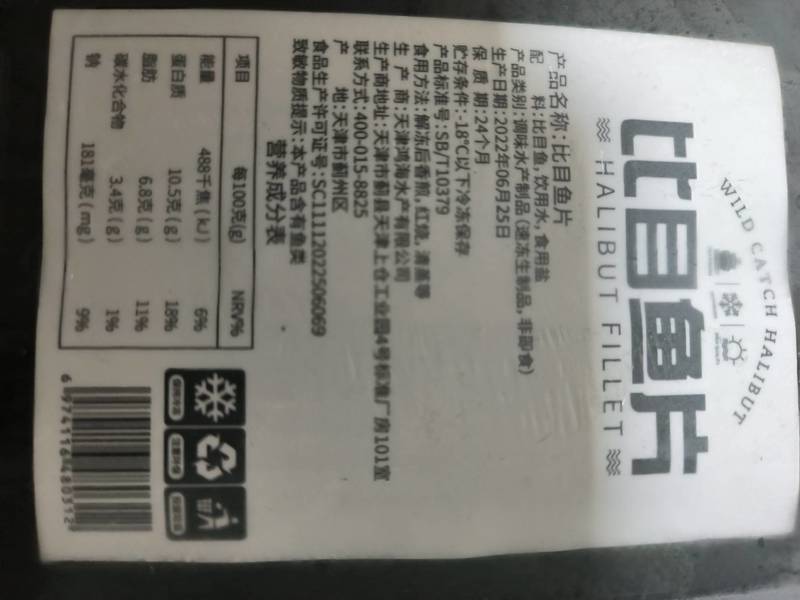 WILD CATCH HALIBUT
比目鱼片
HALIBUT FILLET
产品名称:比目鱼片
配 料:比目鱼,饮用水,食用盐
产品类别:调味水产制品(速冻生制品,非即食)
生产日期:2022年06月25日
保 质 期:24个月
贮存条件:-18℃以下冷冻保存
产品标准号:SB/T10379
食用方法:解冻后香煎,红烧,清蒸等
生 产 商:天津鸿海水产有限公司
生产商地址:天津市蓟县天津上仓工业园4号标准厂房101室
联系方式:400-015-8825
产 地:天津市蓟州区
食品生产许可证号:SC11112022506069
致敏物质提示:本产品含有鱼类
营养成分表
项目 每100克(g) NRV%
能量 488千焦(kJ) 6%
蛋白质 10.5克(g) 18%
脂肪 6.8克(g) 11%
碳水化合物 3.4克(g) 1%
钠 181毫克(mg) 9%
6974116480312